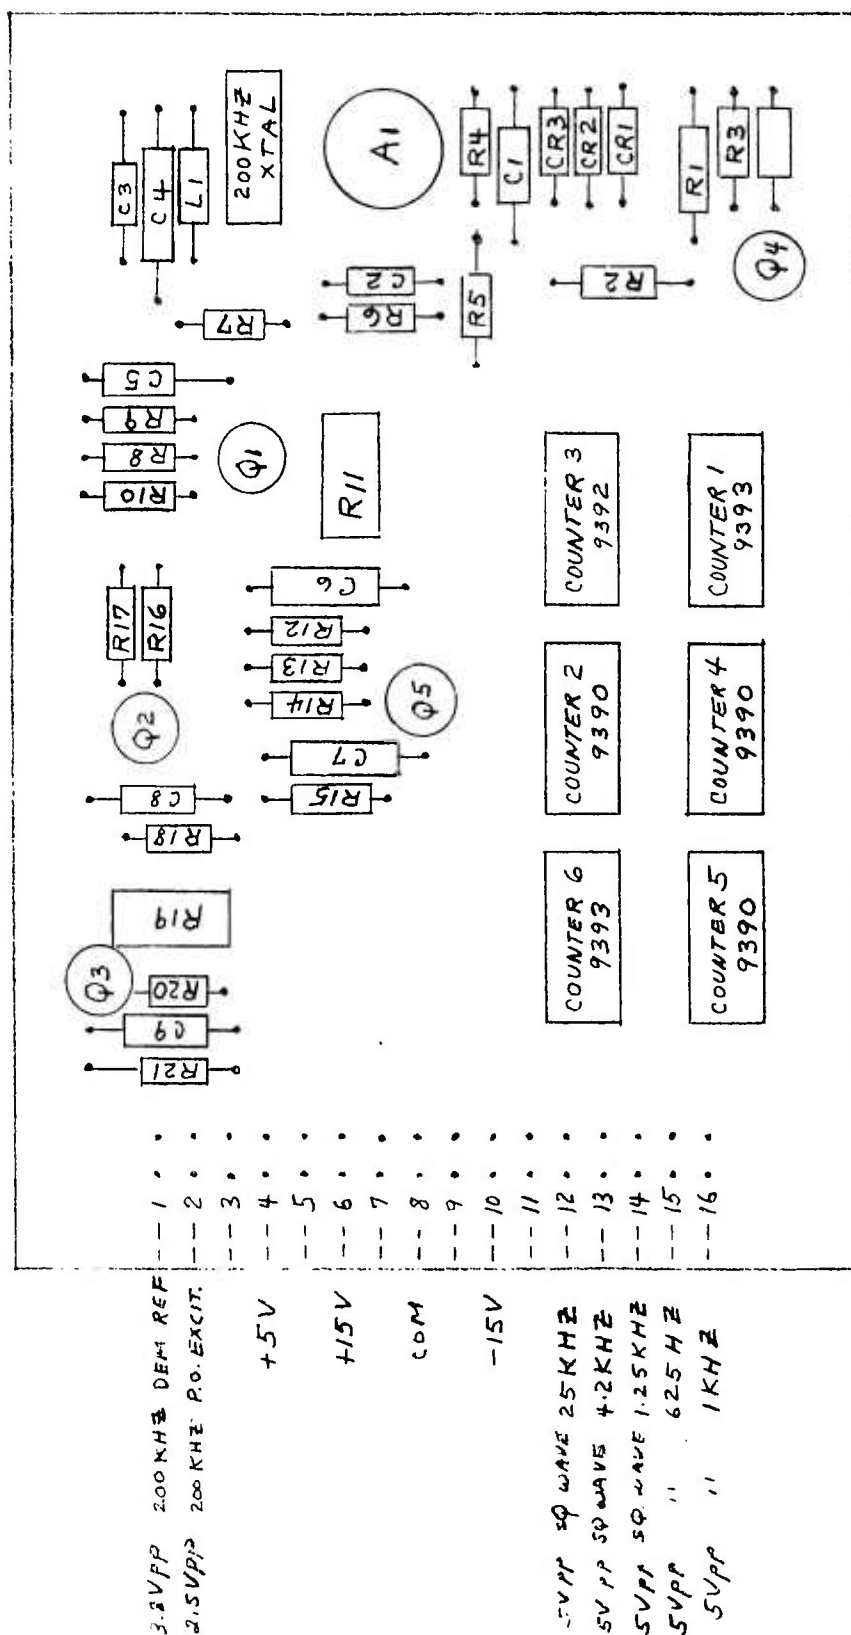 C3
C4
L1
200KHZ
XTAL
A1
R4
C1
CR3
CR2
CR1
R1
R3
Q4
R7
C2
R6
R5
R2
C5
R9
R8
R10
Q1
R11
COUNTER 3
9392
COUNTER 1
9393
R17
R16
C6
R12
R13
R14
Q5
Q2
COUNTER 2
9390
COUNTER 4
9390
C7
R15
C8
R18
R19
Q3
R20
C9
R21
COUNTER 6
9393
COUNTER 5
9390
3.2VPP 200KHZ DEM REF -- 1
2.5VPP 200KHZ P.O. EXCIT. -- 2
-- 3
+5V -- 4
-- 5
+15V -- 6
-- 7
COM -- 8
-- 9
-15V -- 10
-- 11
5VPP SQ WAVE 25KHZ -- 12
5VPP SQ WAVE 4.2KHZ -- 13
5VPP SQ. WAVE 1.25KHZ -- 14
5VPP " 625HZ -- 15
5VPP " 1KHZ -- 16